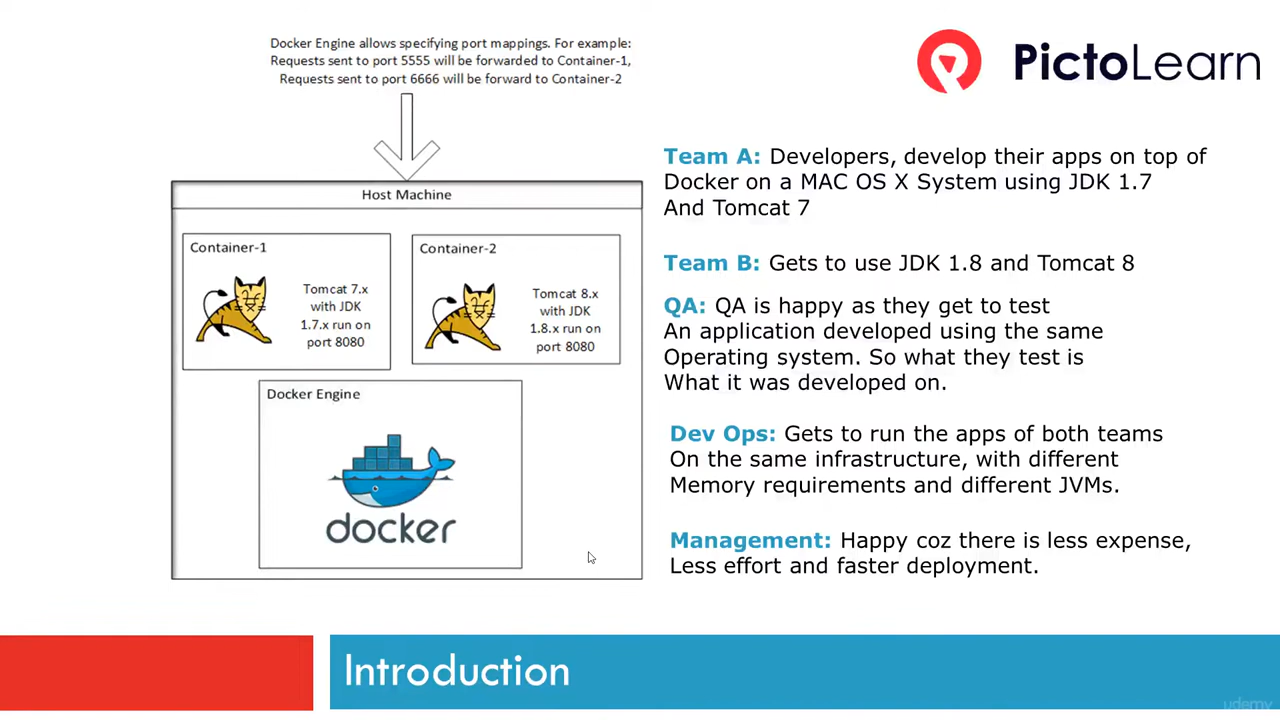 Docker Engine allows specifying port mappings. For example:
Requests sent to port 5555 will be forwarded to Container-1,
Requests sent to port 6666 will be forward to Container-2
PictoLearn
Host Machine
Container-1
Tomcat 7.x
with JDK
1.7.x run on
port 8080
Container-2
Tomcat 8.x
with JDK
1.8.x run on
port 8080
Docker Engine
docker
Team A: Developers, develop their apps on top of
Docker on a MAC OS X System using JDK 1.7
And Tomcat 7
Team B: Gets to use JDK 1.8 and Tomcat 8
QA: QA is happy as they get to test
An application developed using the same
Operating system. So what they test is
What it was developed on.
Dev Ops: Gets to run the apps of both teams
On the same infrastructure, with different
Memory requirements and different JVMs.
Management: Happy coz there is less expense,
Less effort and faster deployment.
Introduction
udemy